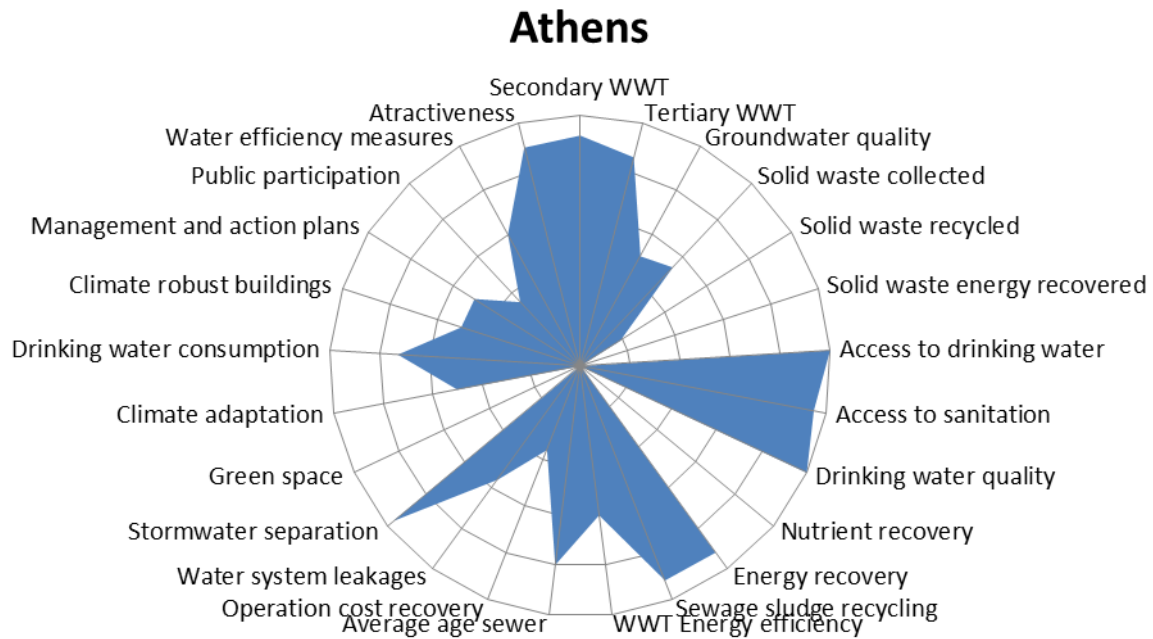 Athens
Secondary WWT
Tertiary WWT
Groundwater quality
Solid waste collected
Solid waste recycled
Solid waste energy recovered
Access to drinking water
Access to sanitation
Drinking water quality
Nutrient recovery
Energy recovery
Sewage sludge recycling
WWT Energy efficiency
Average age sewer
Operation cost recovery
Water system leakages
Stormwater separation
Green space
Climate adaptation
Drinking water consumption
Climate robust buildings
Management and action plans
Public participation
Water efficiency measures
Atractiveness